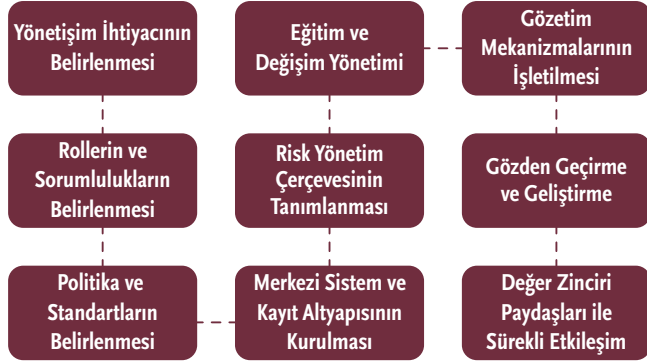 Yönetişim İhtiyacının
Belirlenmesi
Rollerin ve
Sorumlulukların
Belirlenmesi
Politika ve
Standartların
Belirlenmesi
Merkezi Sistem ve
Kayıt Altyapısının
Kurulması
Risk Yönetim
Çerçevesinin
Tanımlanması
Eğitim ve
Değişim Yönetimi
Gözetim
Mekanizmalarının
İşletilmesi
Gözden Geçirme
ve Geliştirme
Değer Zinciri
Paydaşları ile
Sürekli Etkileşim